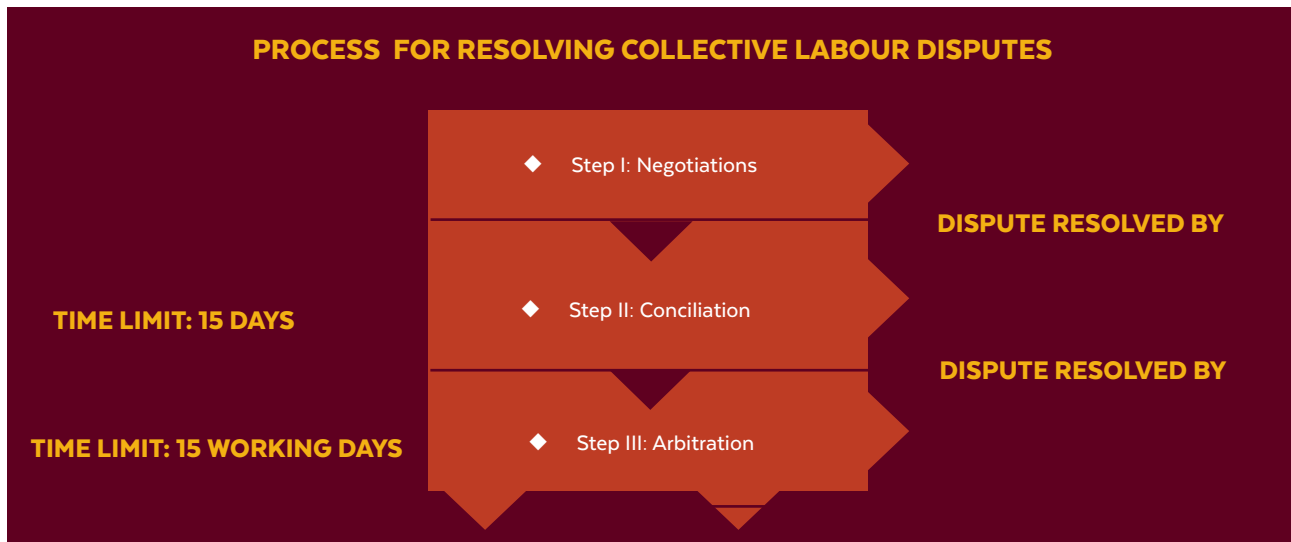 PROCESS FOR RESOLVING COLLECTIVE LABOUR DISPUTES
Step I: Negotiations
DISPUTE RESOLVED BY
Step II: Conciliation
TIME LIMIT: 15 DAYS
DISPUTE RESOLVED BY
Step III: Arbitration
TIME LIMIT: 15 WORKING DAYS